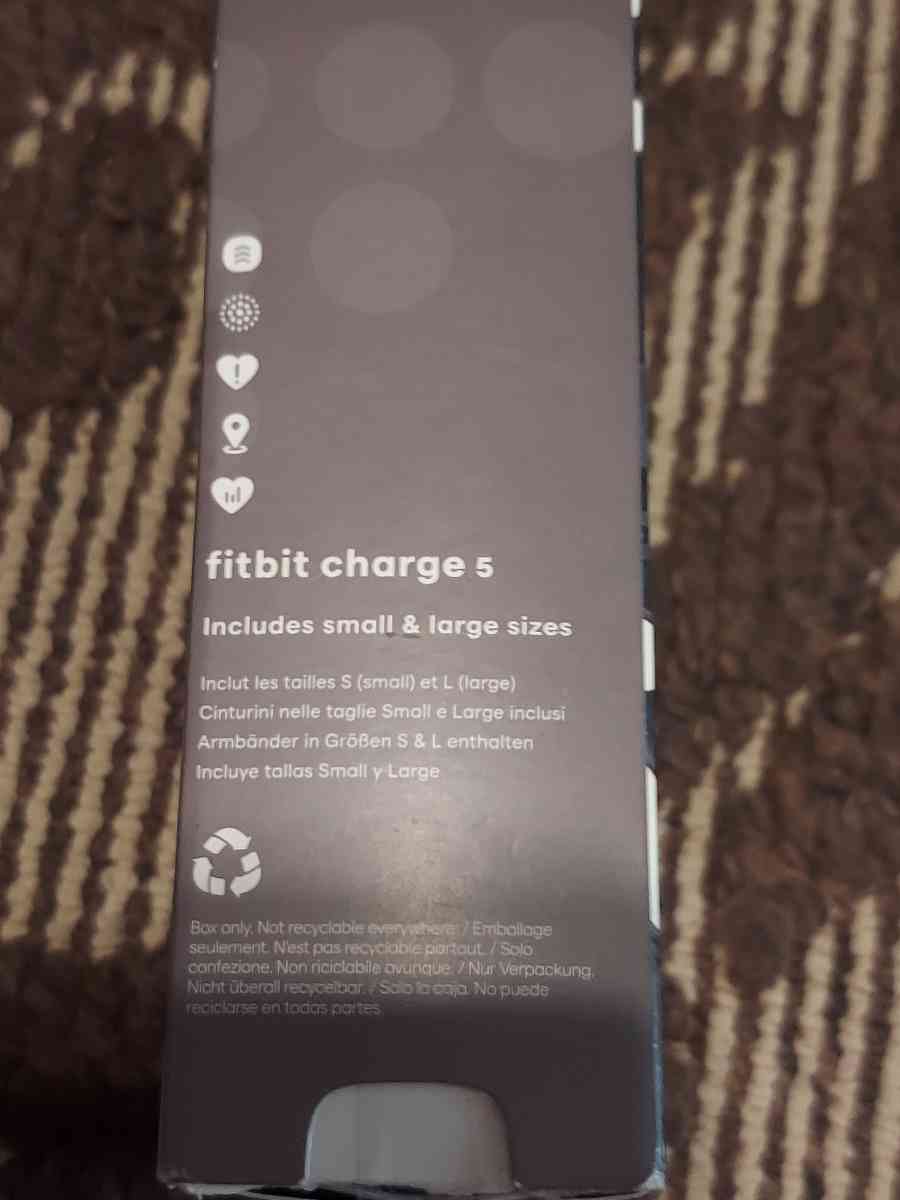 fitbit charge 5
Includes small & large sizes
Inclut les tailles S (small) et L (large)
Cinturini nelle taglie Small e Large inclusi
Armbänder in Größen S & L enthalten
Incluye tallas Small y Large
Box only. Not recyclable everywhere. / Emballage
seulement. N'est pas recyclable partout. / Solo
confezione. Non riciclabile ovunque. / Nur Verpackung.
Nicht überall recycelbar. / Solo la caja. No puede
reciclarse en todas partes.